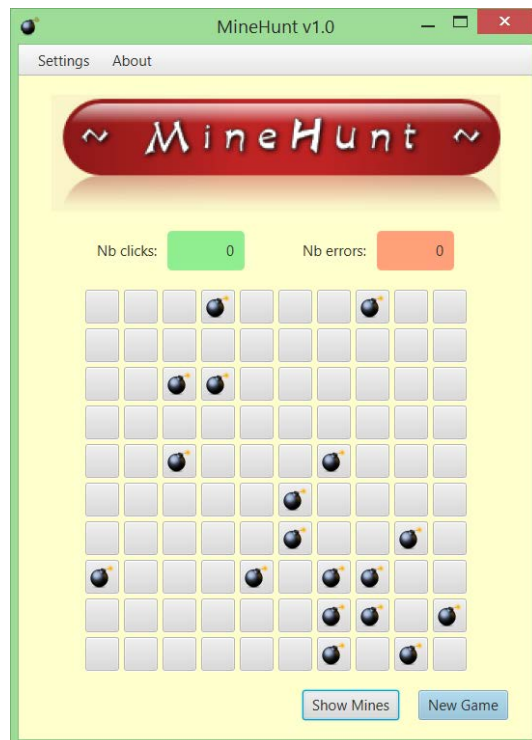 MineHunt v1.0
Settings About
~ MineHunt ~
Nb clicks: 0 Nb errors: 0
Show Mines New Game